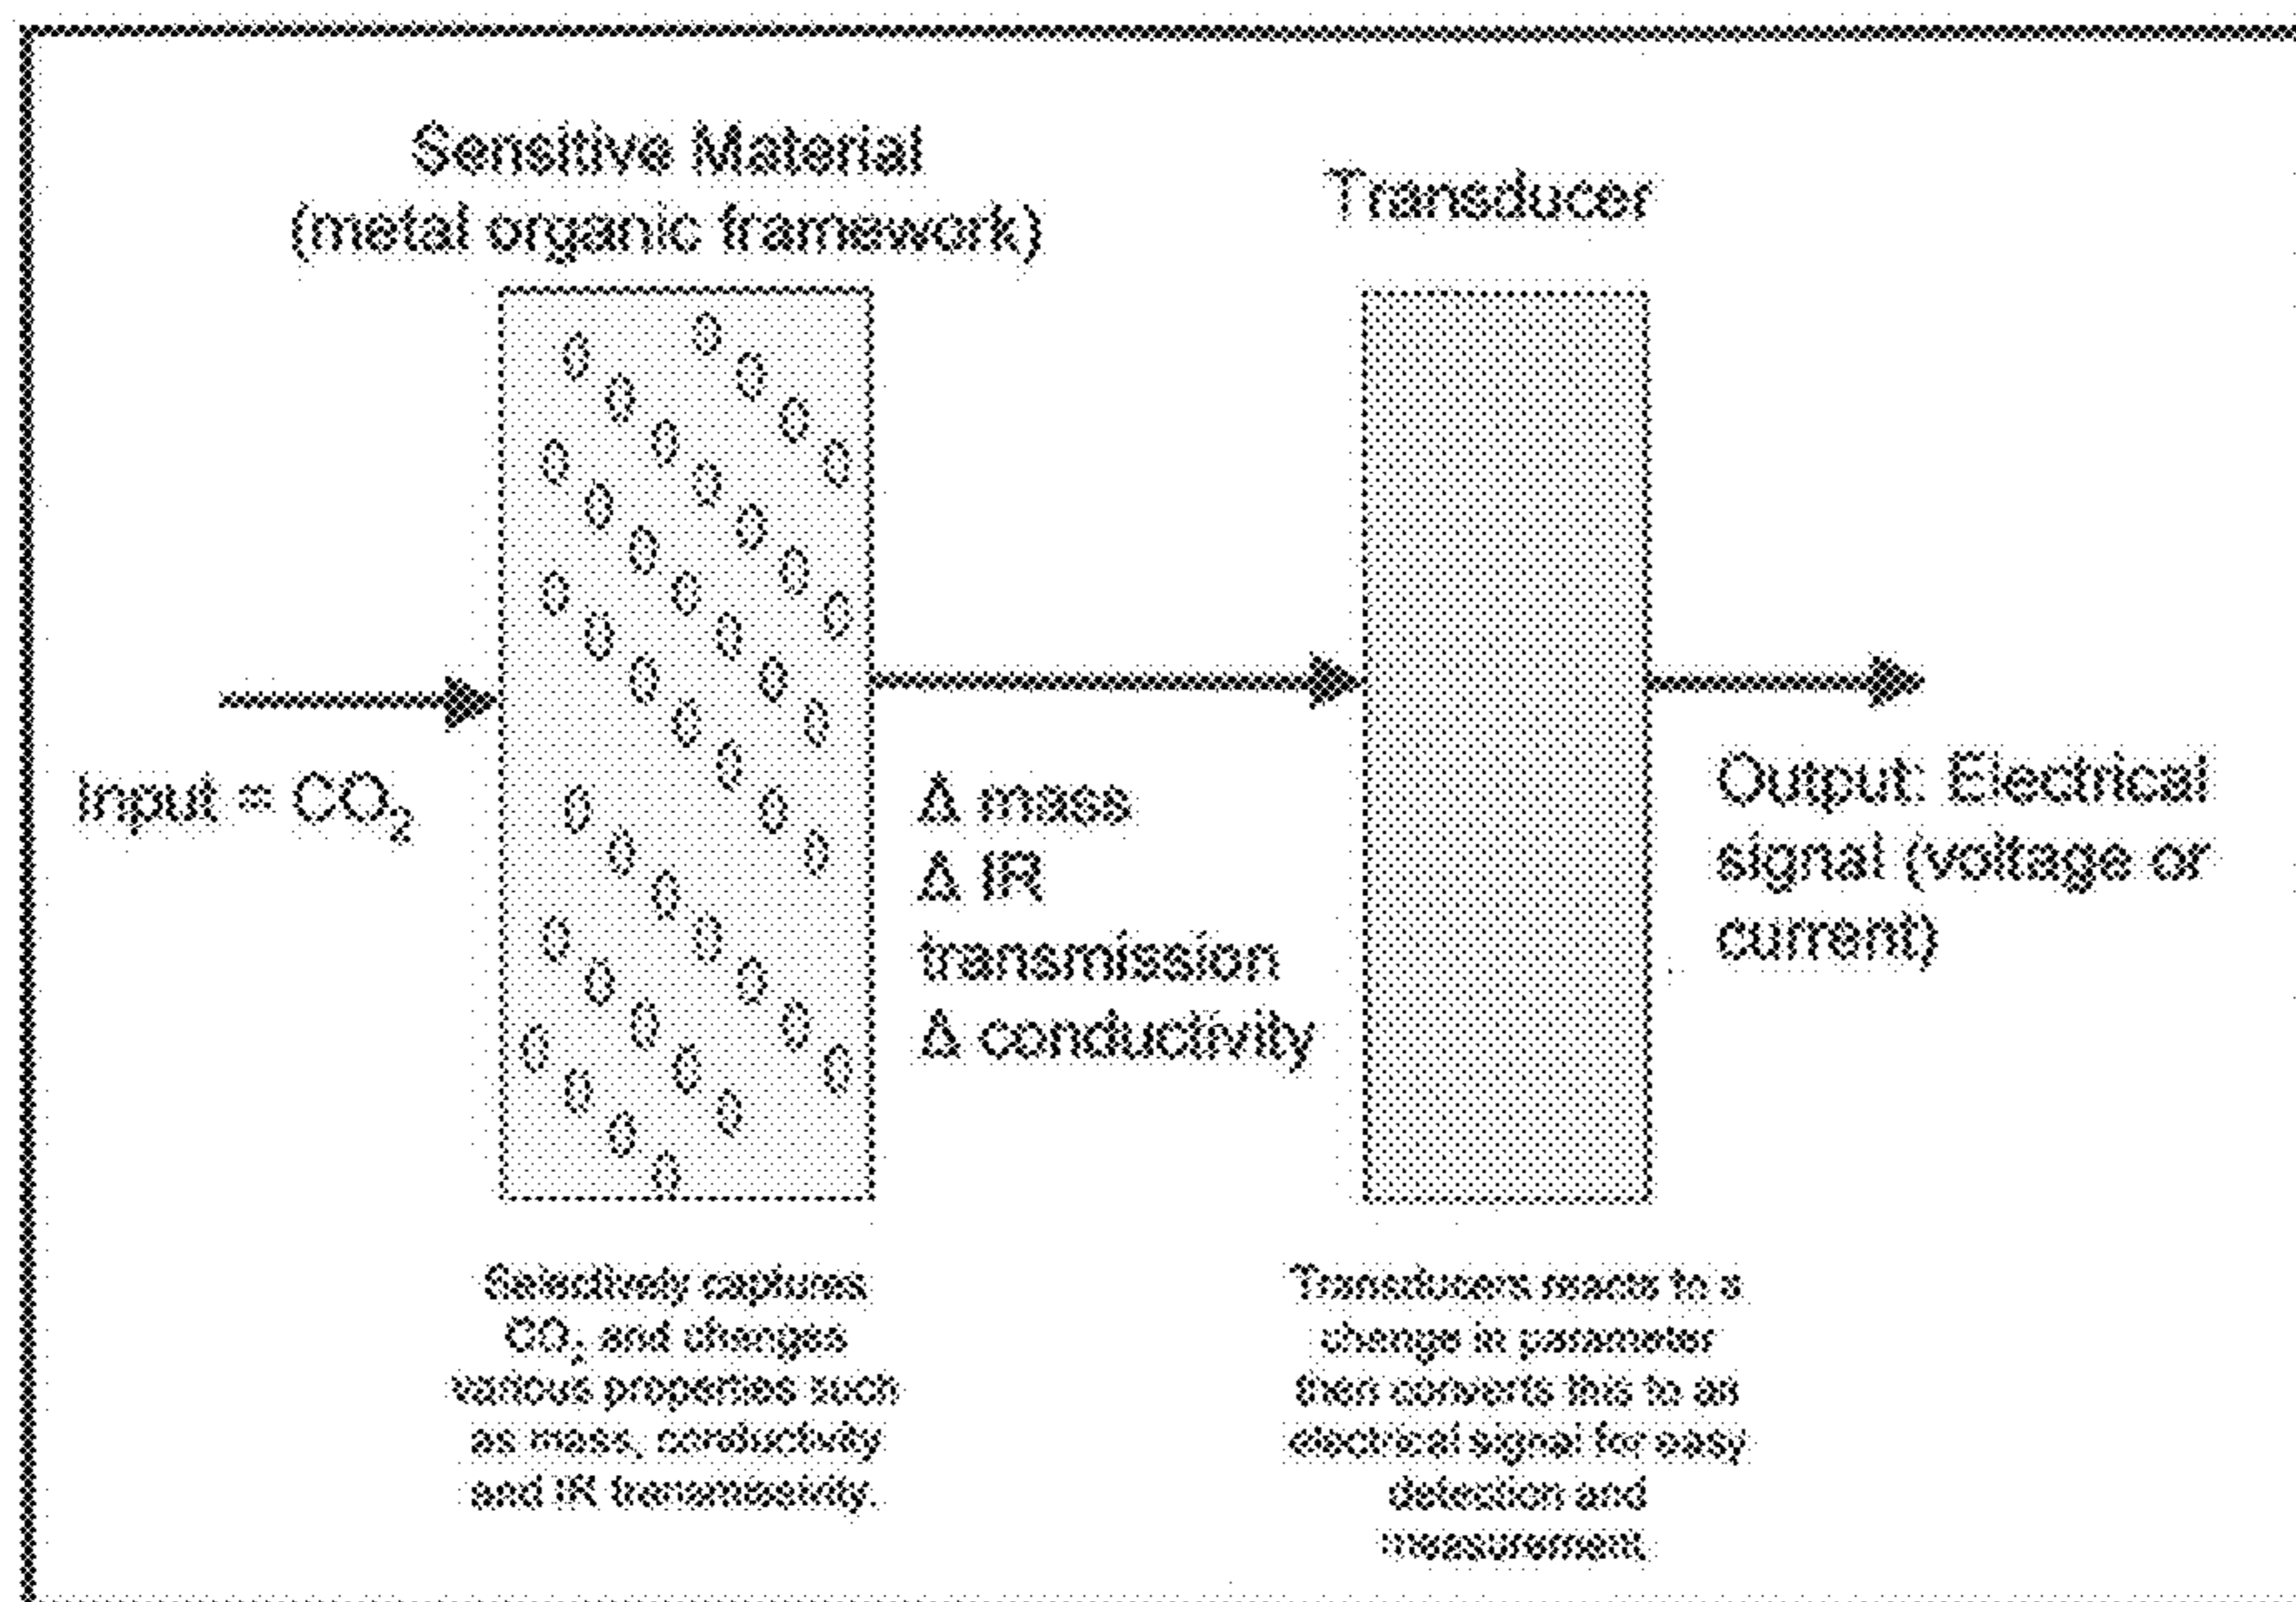 Sensitive Material
(metal organic framework)
Transducer
Input = CO₂
Δ mass
Δ IR
transmission
Δ conductivity
Output: Electrical
signal (voltage or
current)
Selectively captures
CO₂ and changes
various properties such
as mass, conductivity
and IR transmissivity.
Transducers reacts to a
change in parameter
then converts this to an
electrical signal for easy
detection and
measurement